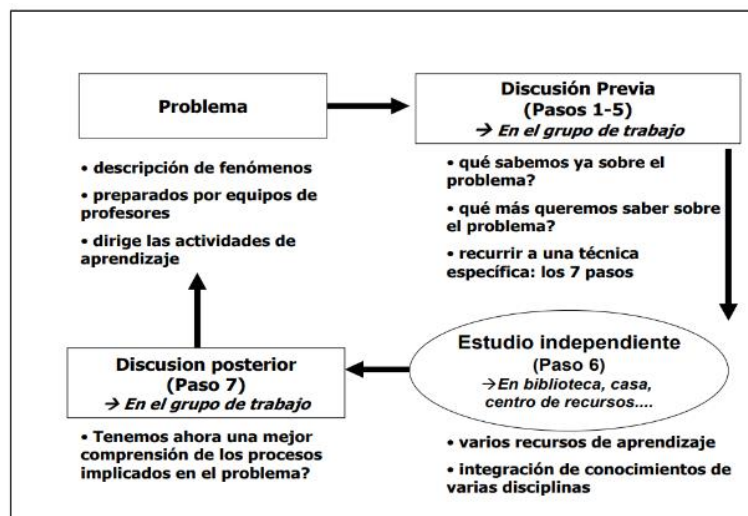 Problema
Discusión Previa
(Pasos 1-5)
→ En el grupo de trabajo
• descripción de fenómenos
• preparados por equipos de
profesores
• dirige las actividades de
aprendizaje
• qué sabemos ya sobre el
problema?
• qué más queremos saber sobre
el problema?
• recurrir a una técnica
específica: los 7 pasos
Estudio independiente
(Paso 6)
→En biblioteca, casa,
centro de recursos....
• varios recursos de aprendizaje
• integración de conocimientos de
varias disciplinas
Discusion posterior
(Paso 7)
→ En el grupo de trabajo
• Tenemos ahora una mejor
comprensión de los procesos
implicados en el problema?